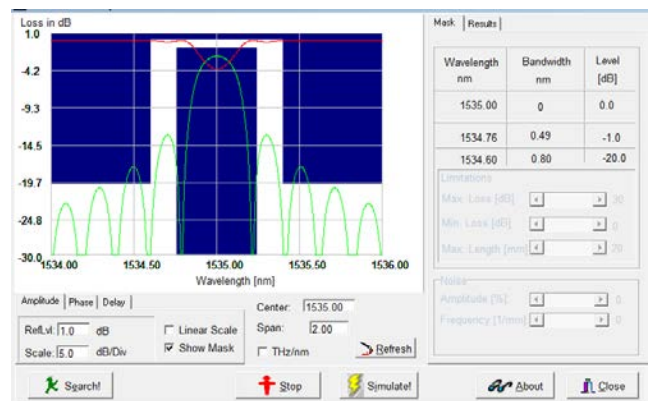 Loss in dB
1.0
-4.2
-9.3
-14.5
-19.7
-24.8
-30.0
1534.00 1534.50 1535.00 1535.50 1536.00
Wavelength [nm]
Amplitude Phase Delay
RefLvl: 1.0 dB
Scale: 5.0 dB/Div
Linear Scale
Show Mask
Center: 1535.00
Span: 2.00
THz/nm
Refresh
Mask Results
Wavelength nm Bandwidth nm Level [dB]
1535.00 0 0.0
1534.76 0.49 -1.0
1534.60 0.80 -20.0
Limitations
Max. Loss [dB] 30
Min. Loss [dB] 0
Max. Length [mm] 20
Noise
Amplitude [%]: 0
Frequency [1/mm] 0
Search! Stop Simulate! About Close